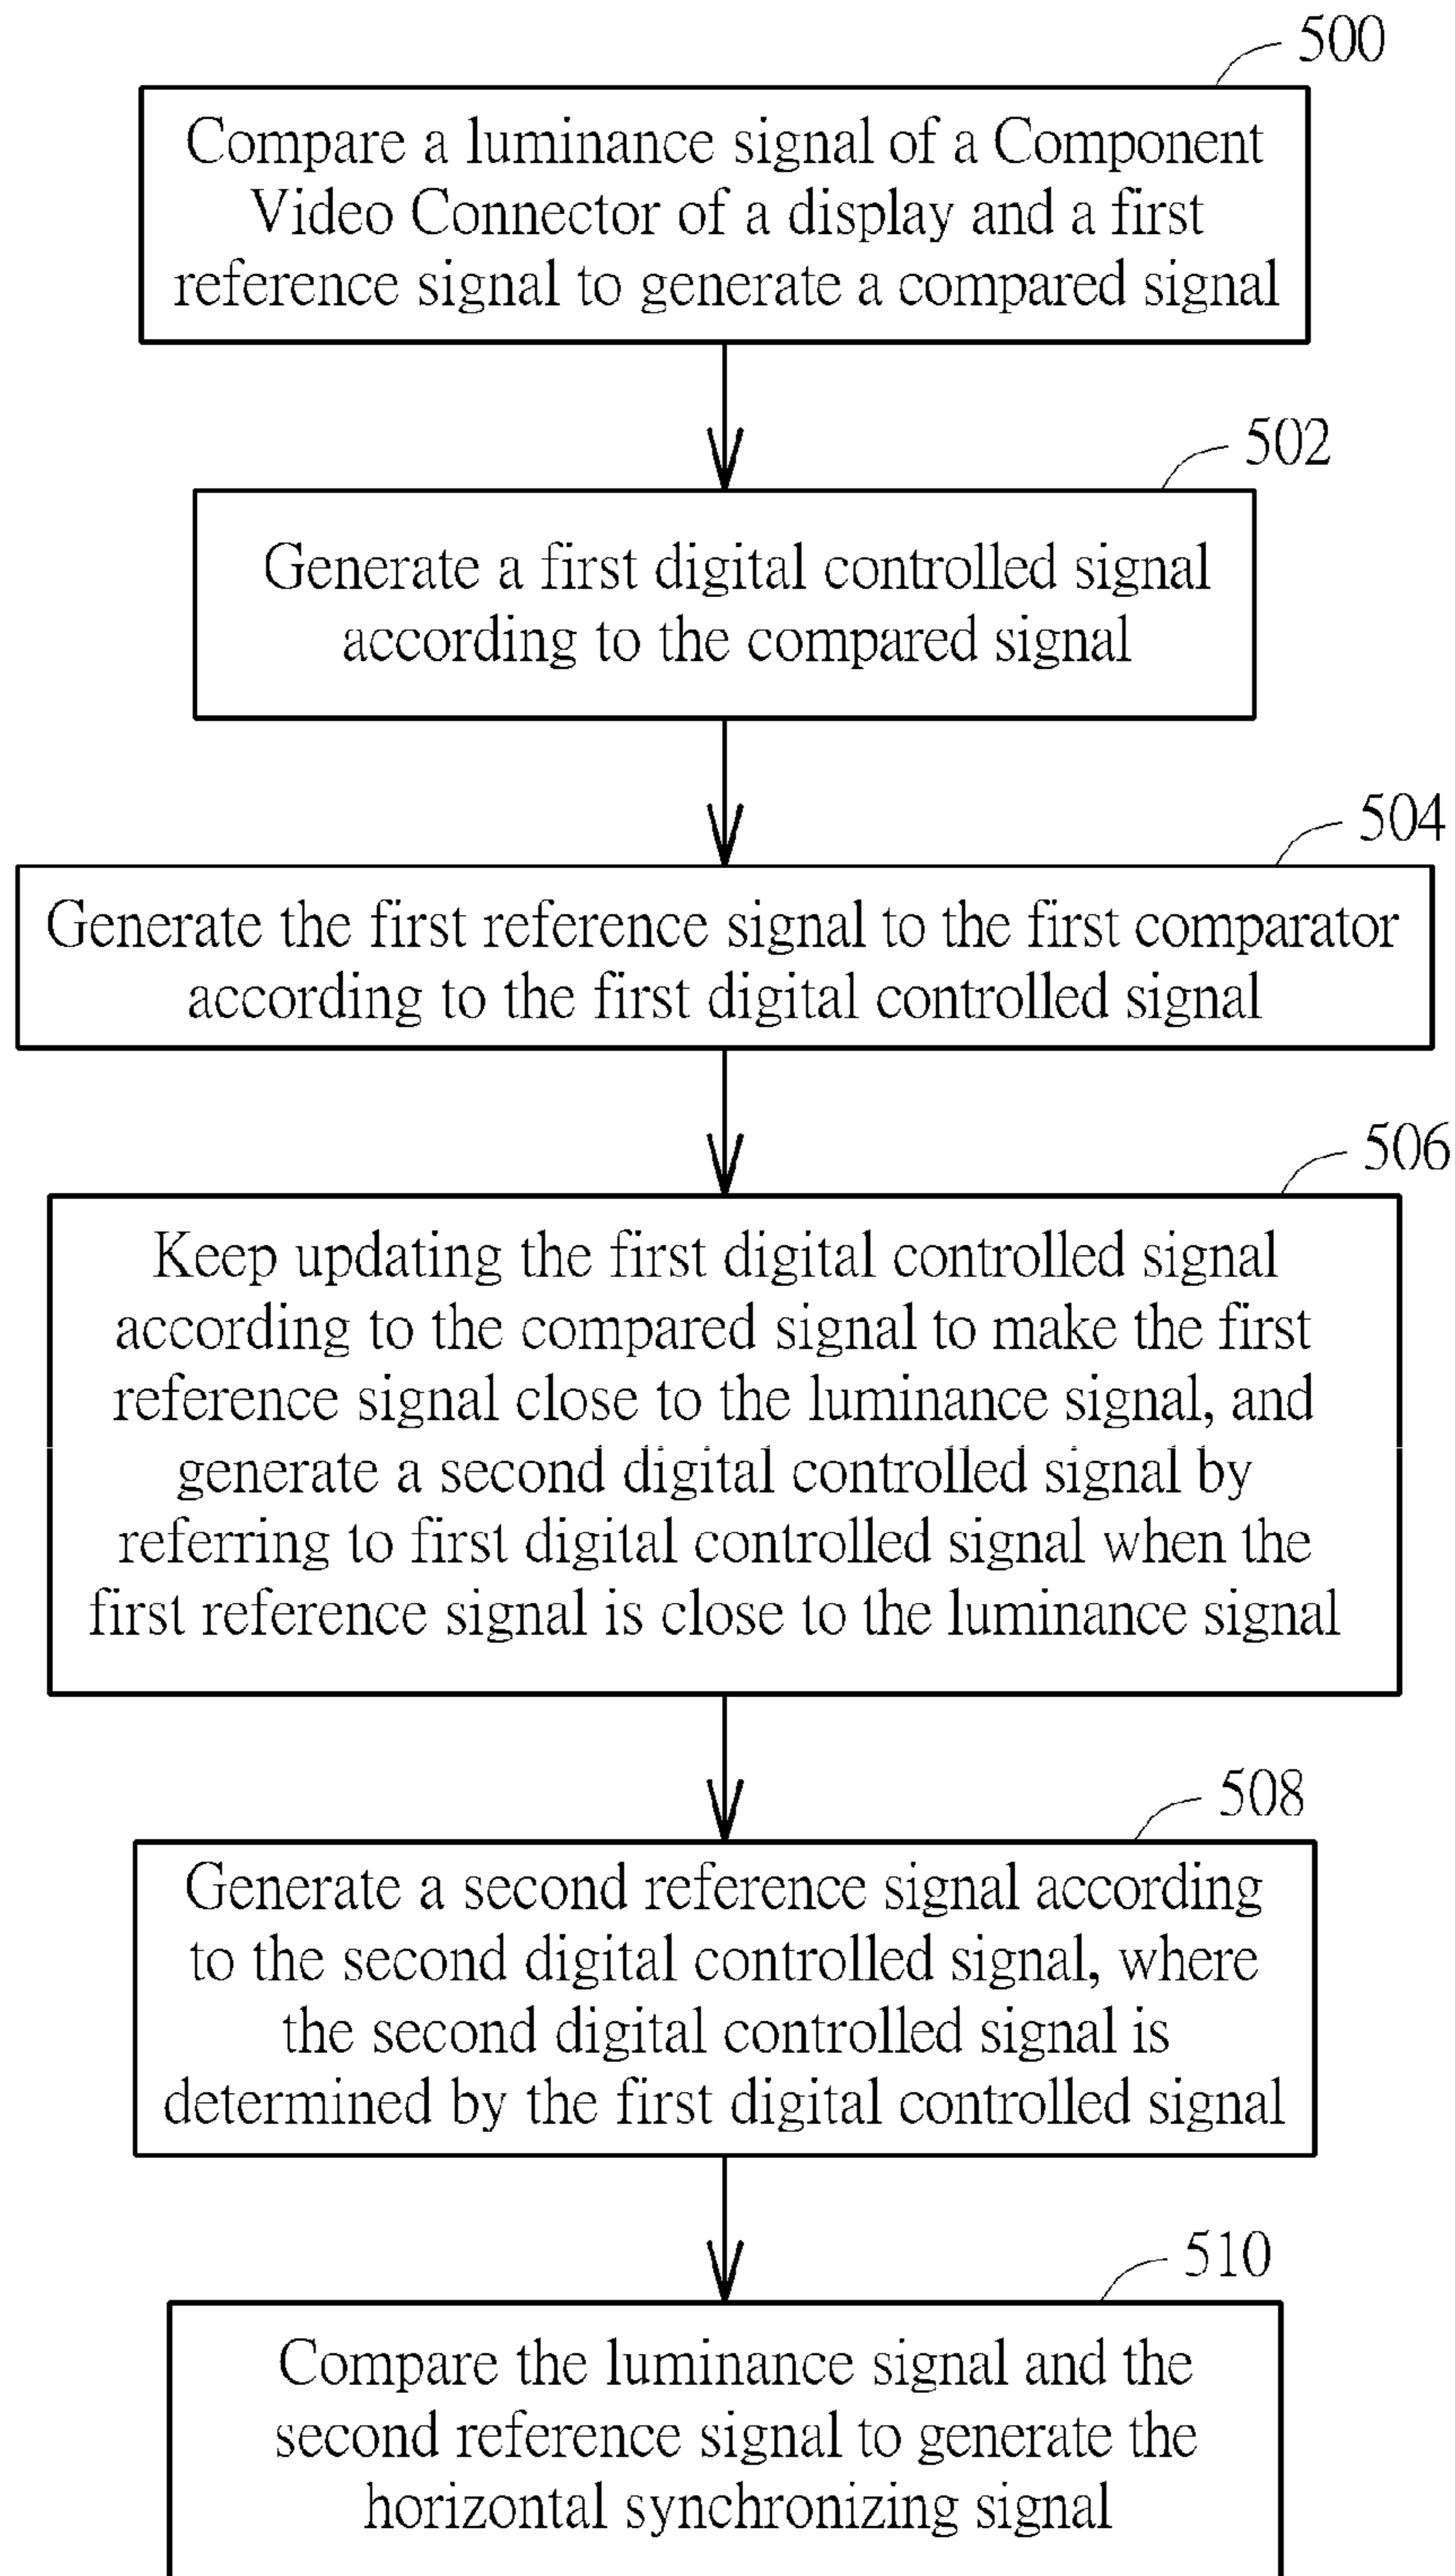 500
Compare a luminance signal of a Component
Video Connector of a display and a first
reference signal to generate a compared signal
502
Generate a first digital controlled signal
according to the compared signal
504
Generate the first reference signal to the first comparator
according to the first digital controlled signal
506
Keep updating the first digital controlled signal
according to the compared signal to make the first
reference signal close to the luminance signal, and
generate a second digital controlled signal by
referring to first digital controlled signal when the
first reference signal is close to the luminance signal
508
Generate a second reference signal according
to the second digital controlled signal, where
the second digital controlled signal is
determined by the first digital controlled signal
510
Compare the luminance signal and the
second reference signal to generate the
horizontal synchronizing signal